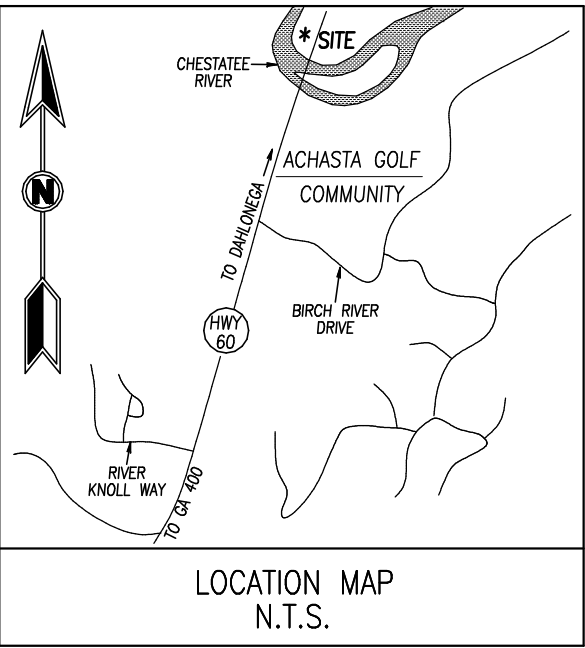 * SITE
CHESTATEE
RIVER
ACHASTA GOLF
COMMUNITY
TO DAHLONEGA
N
BIRCH RIVER
DRIVE
HWY
60
RIVER
KNOLL WAY
TO GA 400
LOCATION MAP
N.T.S.